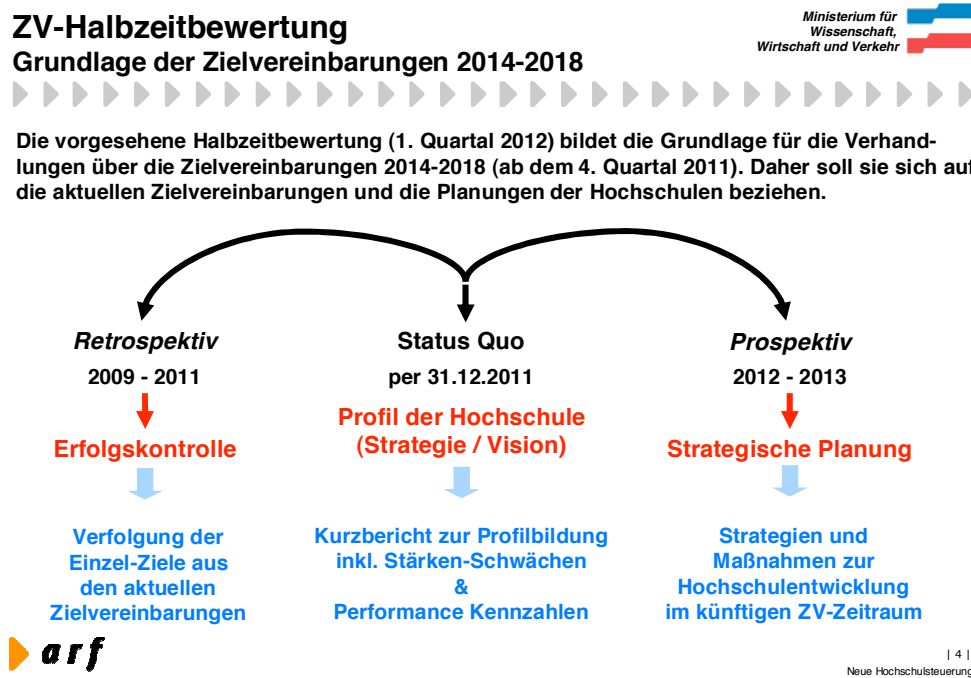 ZV-Halbzeitbewertung
Grundlage der Zielvereinbarungen 2014-2018
Ministerium für
Wissenschaft,
Wirtschaft und Verkehr
Die vorgesehene Halbzeitbewertung (1. Quartal 2012) bildet die Grundlage für die Verhand-
lungen über die Zielvereinbarungen 2014-2018 (ab dem 4. Quartal 2011). Daher soll sie sich auf
die aktuellen Zielvereinbarungen und die Planungen der Hochschulen beziehen.
Retrospektiv
2009 - 2011
Erfolgskontrolle
Verfolgung der
Einzel-Ziele aus
den aktuellen
Zielvereinbarungen
Status Quo
per 31.12.2011
Profil der Hochschule
(Strategie / Vision)
Kurzbericht zur Profilbildung
inkl. Stärken-Schwächen
&
Performance Kennzahlen
Prospektiv
2012 - 2013
Strategische Planung
Strategien und
Maßnahmen zur
Hochschulentwicklung
im künftigen ZV-Zeitraum
arf
| 4 |
Neue Hochschulsteuerung